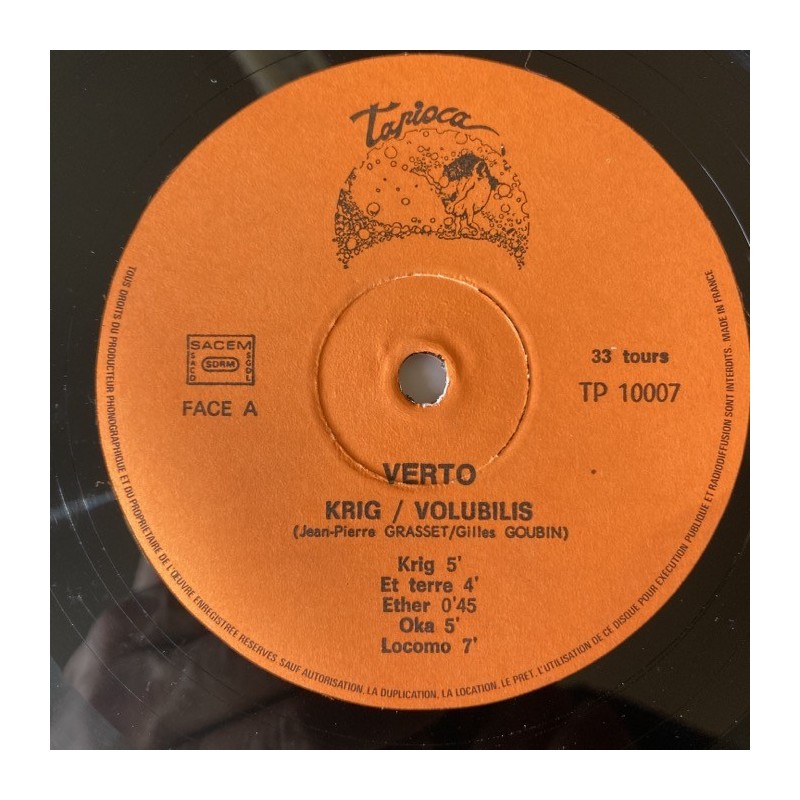 Tapioca
SACEM
SACD
SDRM
SGDL
FACE A
33 tours
TP 10007
VERTO
KRIG / VOLUBILIS
(Jean-Pierre GRASSET/Gilles GOUBIN)
Krig 5'
Et terre 4'
Ether 0'45
Oka 5'
Locomo 7'
TOUS DROITS DU PRODUCTEUR PHONOGRAPHIQUE ET DU PROPRIETAIRE DE L'ŒUVRE ENREGISTREE RESERVES SAUF AUTORISATION. LA DUPLICATION, LA LOCATION, LE PRET, L'UTILISATION DE CE DISQUE POUR EXECUTION PUBLIQUE ET RADIODIFFUSION SONT INTERDITS. MADE IN FRANCE